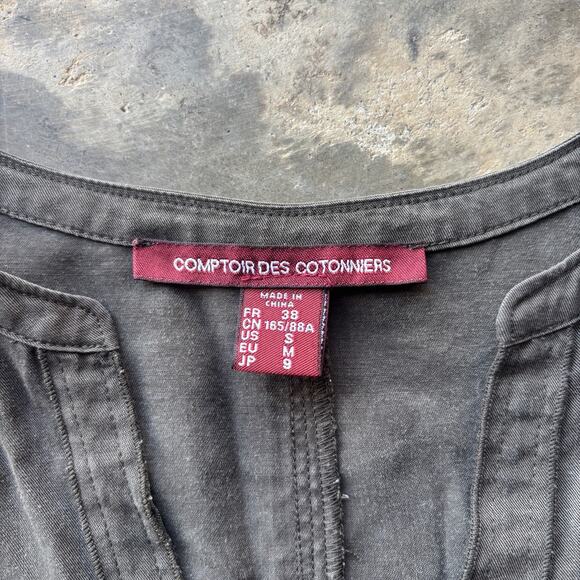 COMPTOIR DES COTONNIERS
MADE IN
CHINA
FR 38
CN 165/88A
US S
EU M
JP 9